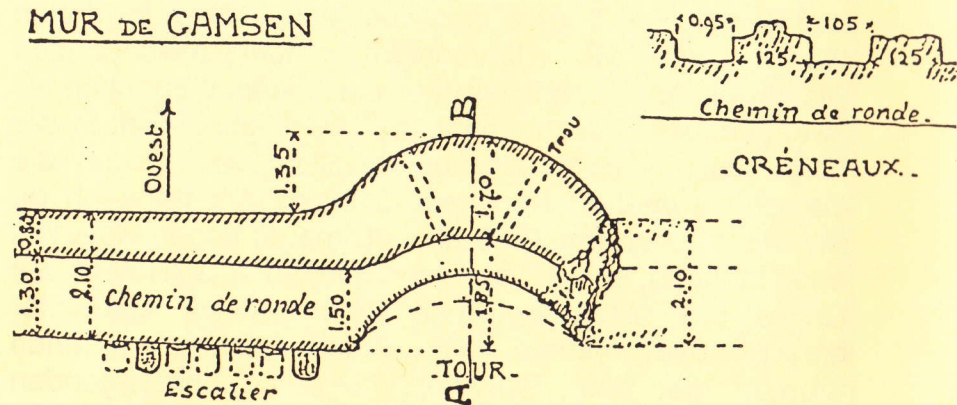 MUR DE GAMSEN
0.95
105
125
125
Chemin de ronde.
CRÉNEAUX.
Ouest
1.35
B
Trou
1.70
0.80
1.30
2.10
Chemin de ronde
1.50
1.85
2.10
TOUR
A
Escalier